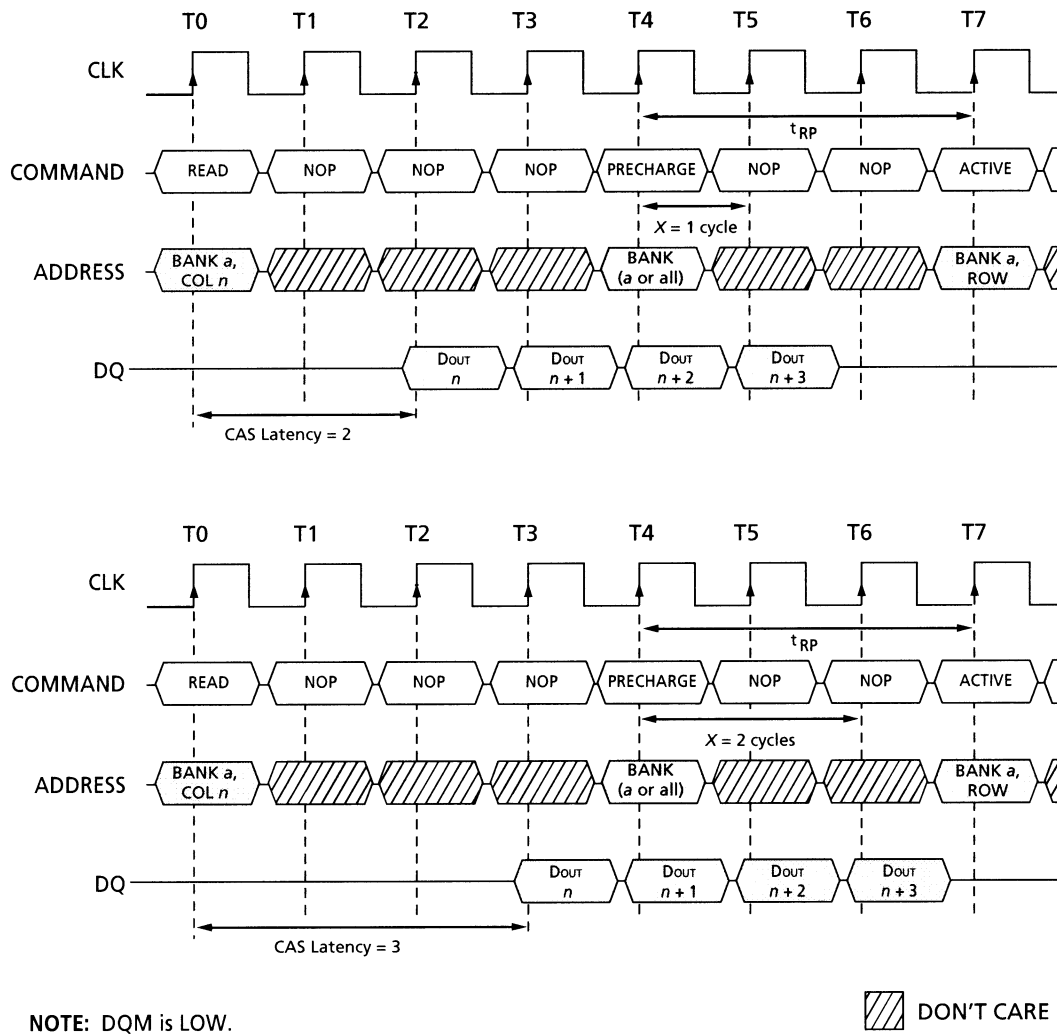 T0 T1 T2 T3 T4 T5 T6 T7
CLK
tRP
COMMAND READ NOP NOP NOP PRECHARGE NOP NOP ACTIVE
X = 1 cycle
ADDRESS BANK a, COL n BANK (a or all) BANK a, ROW
DQ DOUT n DOUT n + 1 DOUT n + 2 DOUT n + 3
CAS Latency = 2
T0 T1 T2 T3 T4 T5 T6 T7
CLK
tRP
COMMAND READ NOP NOP NOP PRECHARGE NOP NOP ACTIVE
X = 2 cycles
ADDRESS BANK a, COL n BANK (a or all) BANK a, ROW
DQ DOUT n DOUT n + 1 DOUT n + 2 DOUT n + 3
CAS Latency = 3
NOTE: DQM is LOW.
DON'T CARE